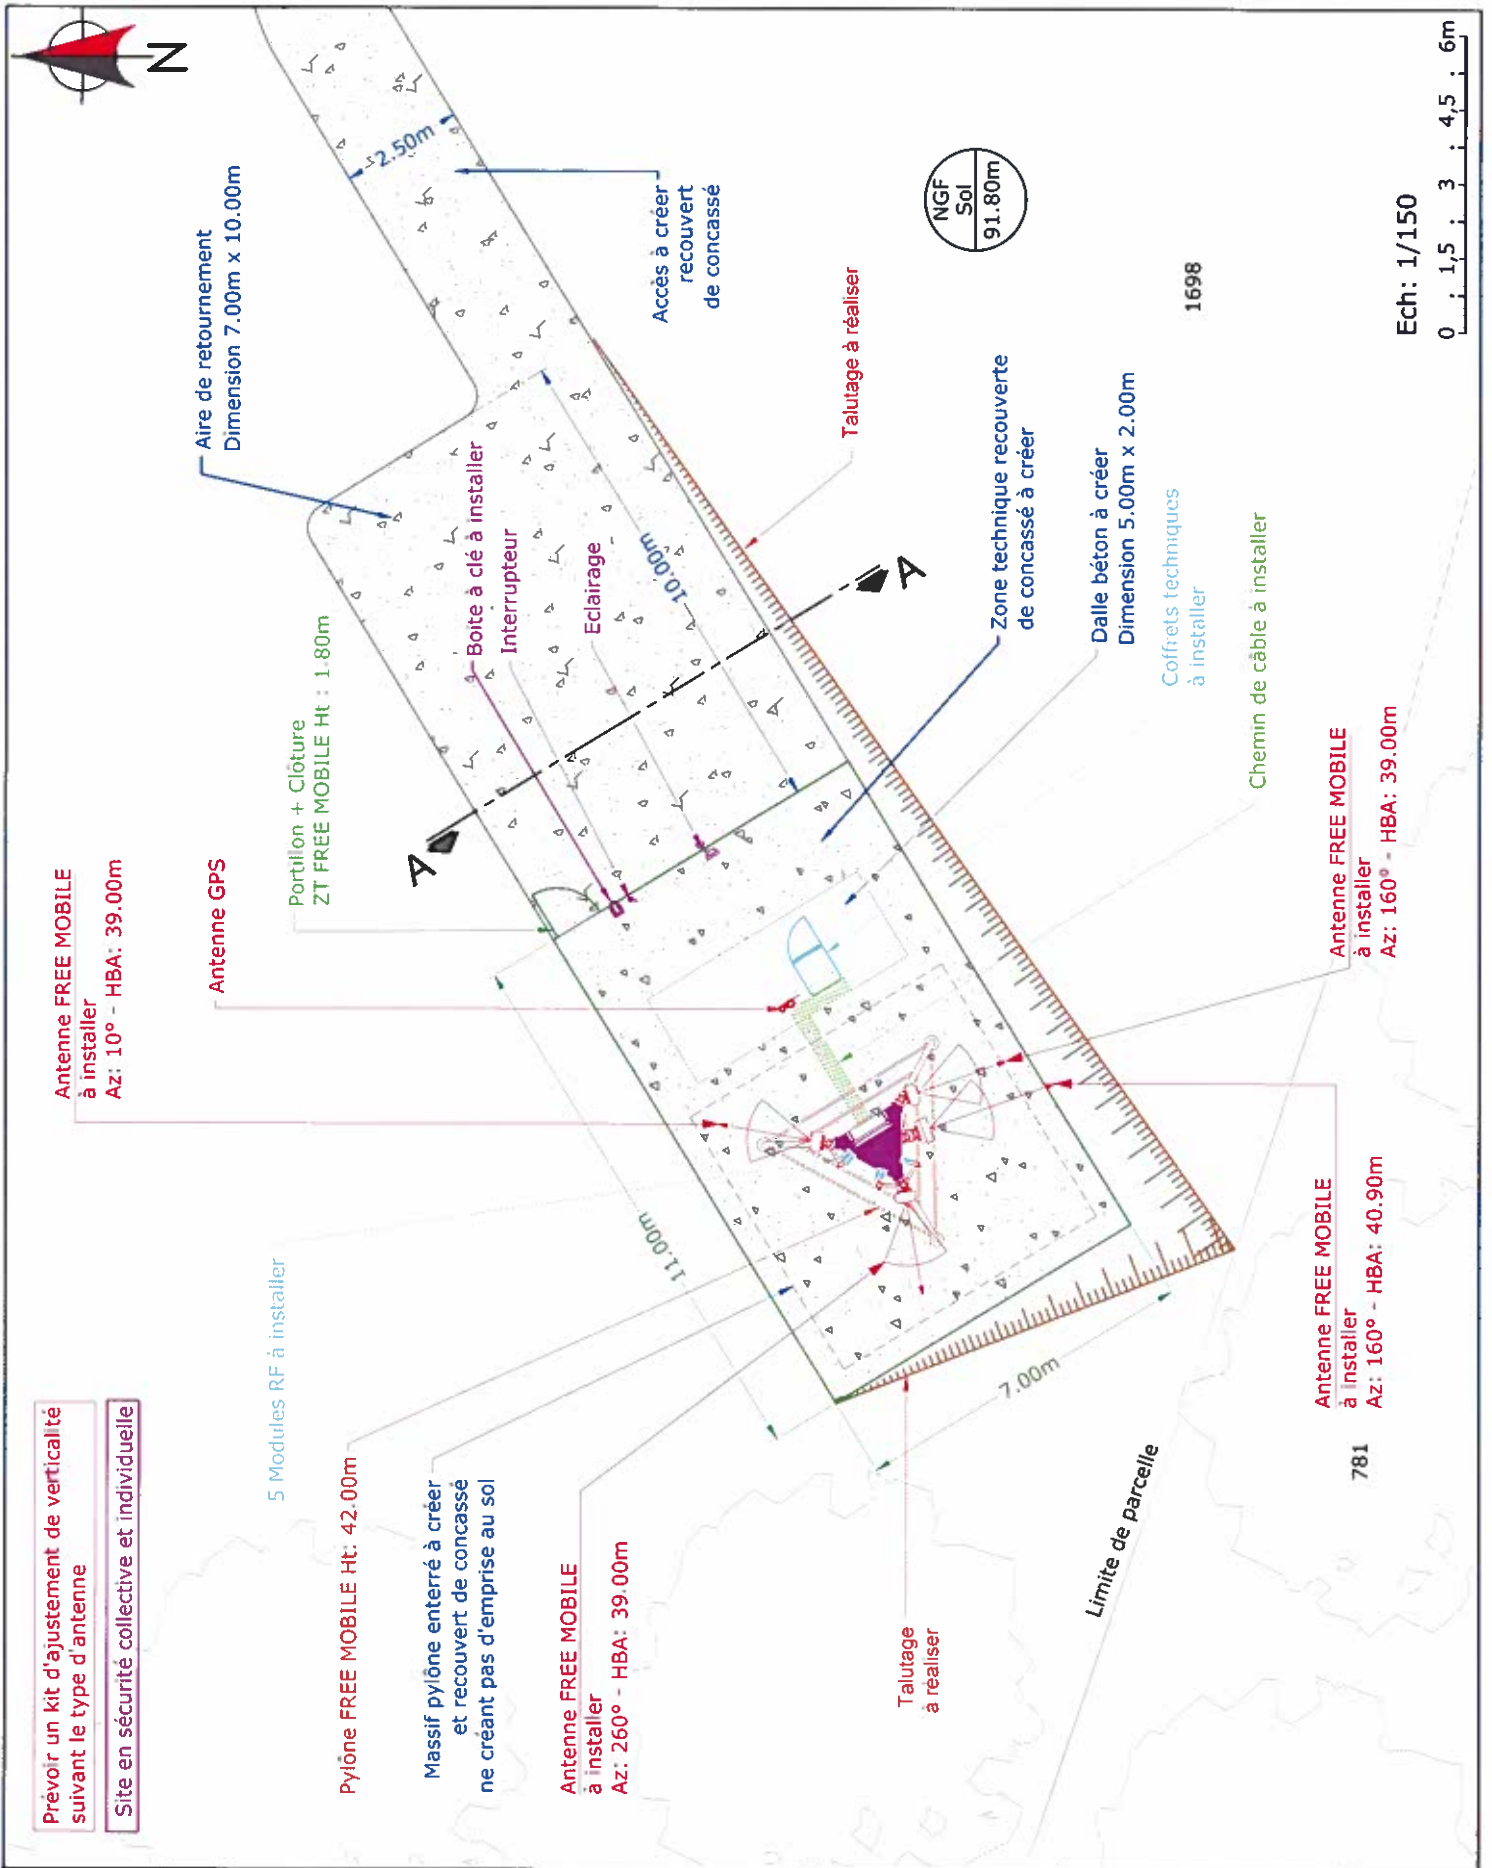 Prévoir un kit d'ajustement de verticalité
suivant le type d'antenne
Site en sécurité collective et individuelle
Antenne FREE MOBILE
à installer
Az: 10° - HBA: 39.00m
Antenne GPS
Portillon + Clôture
ZT FREE MOBILE Ht : 1.80m
Aire de retournement
Dimension 7.00m x 10.00m
N
5 Modules RF à installer
Pylône FREE MOBILE Ht: 42.00m
Massif pylône enterré à créer
et recouvert de concassé
ne créant pas d'emprise au sol
Antenne FREE MOBILE
à installer
Az: 260° - HBA: 39.00m
Boite à clé à installer
Interrupteur
Eclairage
A
A
2.50m
10.00m
11.00m
7.00m
Accès à créer
recouvert
de concassé
Talutage à réaliser
NGF
Sol
91.80m
Zone technique recouverte
de concassé à créer
Dalle béton à créer
Dimension 5.00m x 2.00m
Coffrets techniques
à installer
Chemin de câble à installer
1698
Talutage
à réaliser
Limite de parcelle
781
Antenne FREE MOBILE
à installer
Az: 160° - HBA: 40.90m
Antenne FREE MOBILE
à installer
Az: 160° - HBA: 39.00m
Ech: 1/150
0 : 1,5 : 3 : 4,5 : 6m